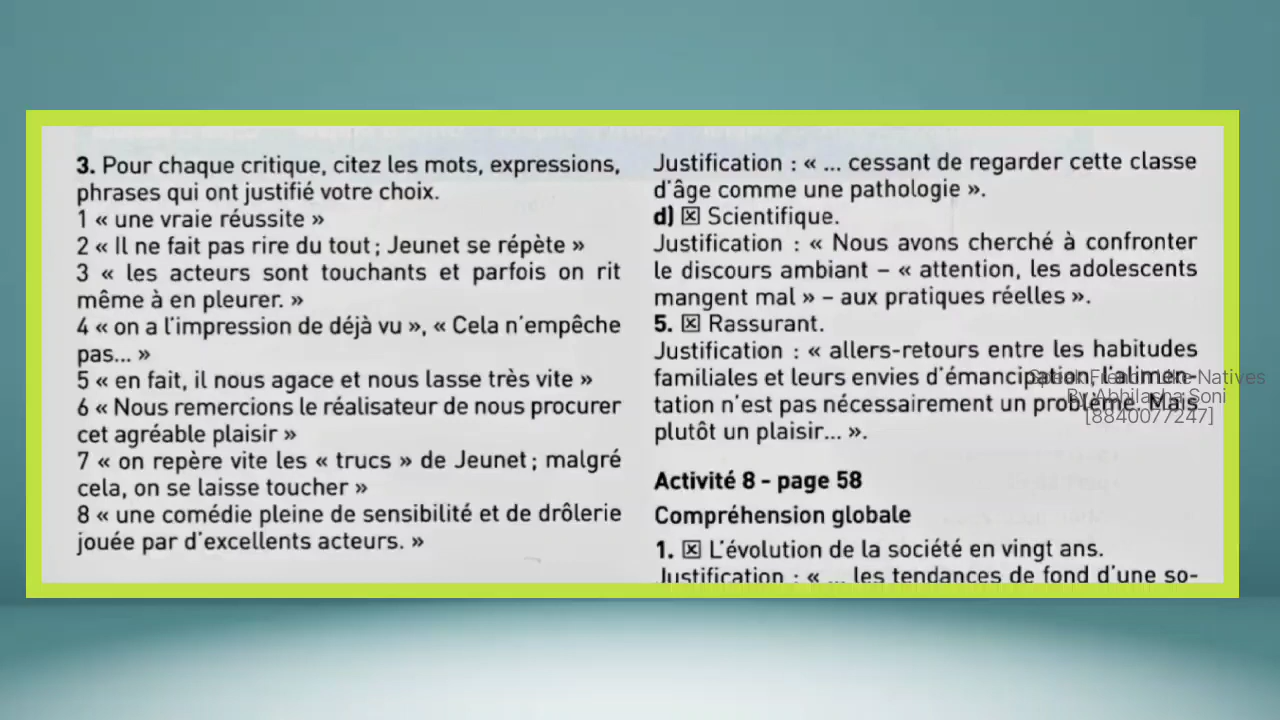 3. Pour chaque critique, citez les mots, expressions,
phrases qui ont justifié votre choix.
1 « une vraie réussite »
2 « Il ne fait pas rire du tout ; Jeunet se répète »
3 « les acteurs sont touchants et parfois on rit
même à en pleurer. »
4 « on a l'impression de déjà vu », « Cela n'empêche
pas... »
5 « en fait, il nous agace et nous lasse très vite »
6 « Nous remercions le réalisateur de nous procurer
cet agréable plaisir »
7 « on repère vite les « trucs » de Jeunet ; malgré
cela, on se laisse toucher »
8 « une comédie pleine de sensibilité et de drôlerie
jouée par d'excellents acteurs. »
Justification : « ... cessant de regarder cette classe
d'âge comme une pathologie ».
d) ☒ Scientifique.
Justification : « Nous avons cherché à confronter
le discours ambiant – « attention, les adolescents
mangent mal » – aux pratiques réelles ».
5. ☒ Rassurant.
Justification : « allers-retours entre les habitudes
familiales et leurs envies d'émancipation, l'alimen-
tation n'est pas nécessairement un problème. Mais
plutôt un plaisir... ».
Activité 8 - page 58
Compréhension globale
1. ☒ L'évolution de la société en vingt ans.
Justification : « ... les tendances de fond d'une so-
Speak French Like Natives
By Abhilasha Soni
[8840077247]